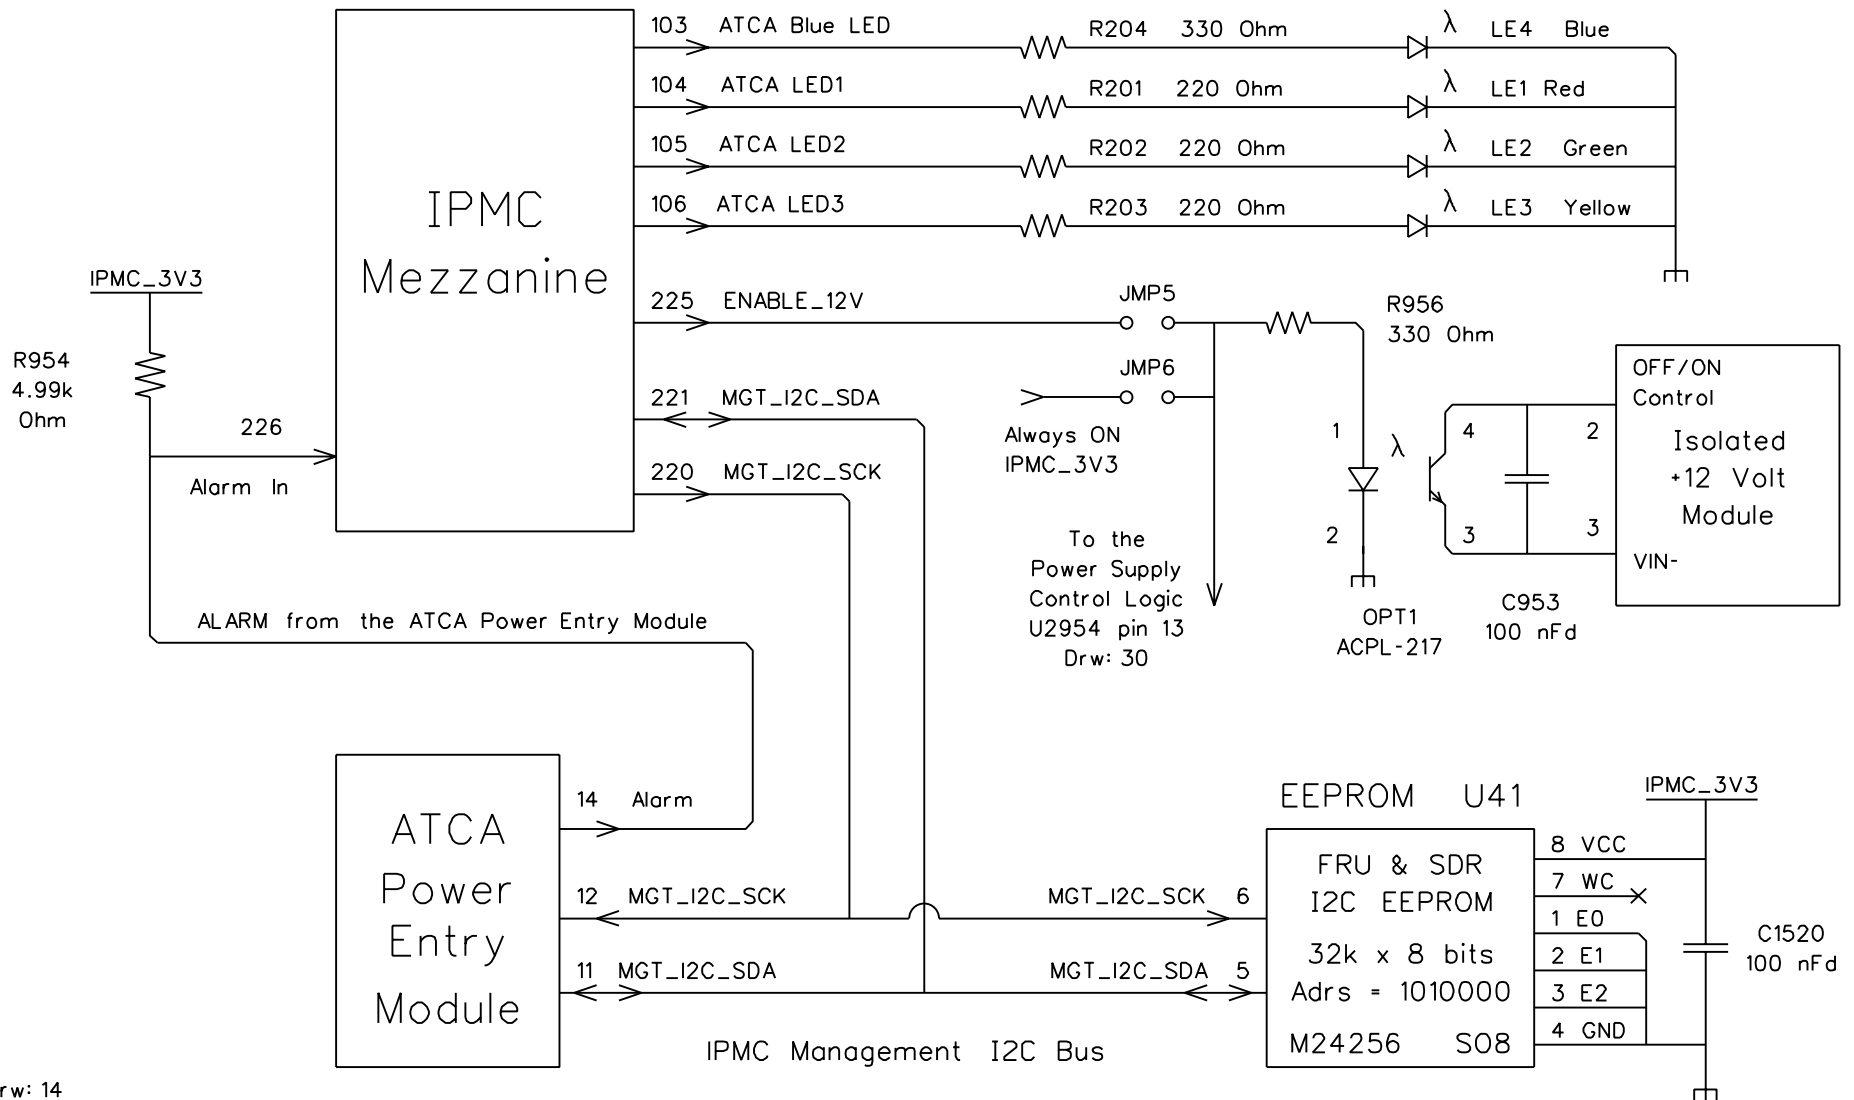 103 ATCA Blue LED
R204 330 Ohm
λ LE4 Blue
104 ATCA LED1
R201 220 Ohm
λ LE1 Red
105 ATCA LED2
R202 220 Ohm
λ LE2 Green
106 ATCA LED3
R203 220 Ohm
λ LE3 Yellow
IPMC
Mezzanine
IPMC_3V3
R954
4.99k
Ohm
226
Alarm In
225 ENABLE_12V
JMP5
R956
330 Ohm
221 MGT_I2C_SDA
JMP6
220 MGT_I2C_SCK
Always ON
IPMC_3V3
1
λ
4
2
3
OFF/ON
Control
2
Isolated
+12 Volt
Module
3
VIN-
To the
Power Supply
Control Logic
U2954 pin 13
Drw: 30
OPT1
ACPL-217
C953
100 nFd
ALARM from the ATCA Power Entry Module
ATCA
Power
Entry
Module
14 Alarm
12 MGT_I2C_SCK
MGT_I2C_SCK 6
11 MGT_I2C_SDA
MGT_I2C_SDA 5
IPMC Management I2C Bus
EEPROM U41
FRU & SDR
I2C EEPROM
32k x 8 bits
Adrs = 1010000
M24256 SO8
IPMC_3V3
8 VCC
7 WC
1 E0
2 E1
3 E2
4 GND
C1520
100 nFd
rw: 14